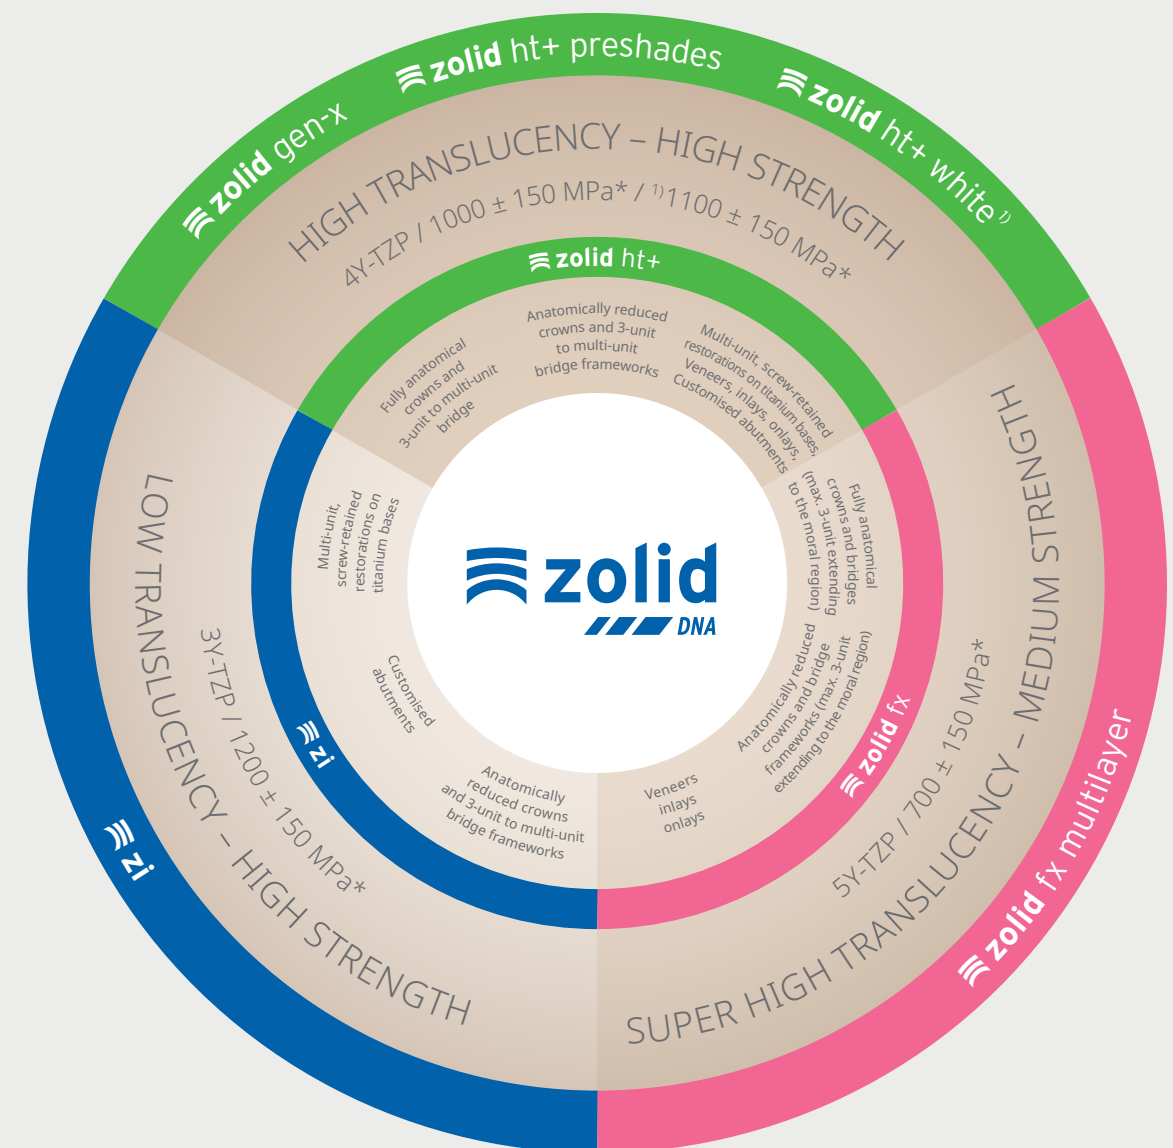 zolid gen-x
zolid ht+ preshades
zolid ht+ white 1)
HIGH TRANSLUCENCY – HIGH STRENGTH
4Y-TZP / 1000 ± 150 MPa* / 1)1100 ± 150 MPa*
zolid ht+
Fully anatomical
crowns and
3-unit to multi-unit
bridge
Anatomically reduced
crowns and 3-unit
to multi-unit
bridge frameworks
Multi-unit, screw-retained
restorations on titanium bases,
Veneers, inlays, onlays,
Customised abutments
Fully anatomical
crowns and bridges
(max. 3-unit extending
to the moral region)
Anatomically reduced
crowns and bridge
frameworks (max. 3-unit
extending to the moral region)
Veneers
inlays
onlays
zolid fx
5Y-TZP / 700 ± 150 MPa*
SUPER HIGH TRANSLUCENCY – MEDIUM STRENGTH
zolid fx multilayer
Multi-unit,
screw-retained
restorations on
titanium bases
Customised
abutments
Anatomically
reduced crowns
and 3-unit to multi-unit
bridge frameworks
zi
3Y-TZP / 1200 ± 150 MPa*
LOW TRANSLUCENCY – HIGH STRENGTH
zi
zolid
DNA